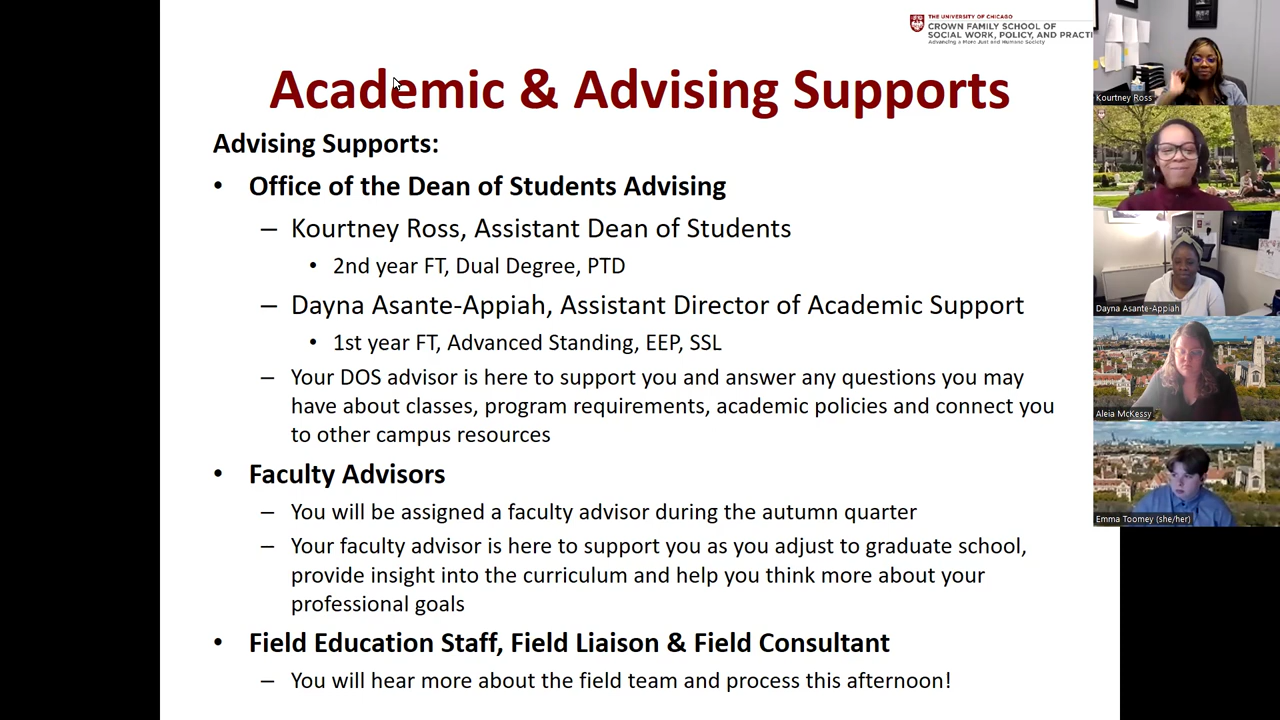 THE UNIVERSITY OF CHICAGO
CROWN FAMILY SCHOOL OF
SOCIAL WORK, POLICY, AND PRACTI
Advancing a More Just and Humane Society
Academic & Advising Supports
Advising Supports:
• Office of the Dean of Students Advising
– Kourtney Ross, Assistant Dean of Students
• 2nd year FT, Dual Degree, PTD
– Dayna Asante-Appiah, Assistant Director of Academic Support
• 1st year FT, Advanced Standing, EEP, SSL
– Your DOS advisor is here to support you and answer any questions you may
have about classes, program requirements, academic policies and connect you
to other campus resources
• Faculty Advisors
– You will be assigned a faculty advisor during the autumn quarter
– Your faculty advisor is here to support you as you adjust to graduate school,
provide insight into the curriculum and help you think more about your
professional goals
• Field Education Staff, Field Liaison & Field Consultant
– You will hear more about the field team and process this afternoon!
Kourtney Ross
Dayna Asante-Appiah
Aleia McKessy
Emma Toomey (she/her)